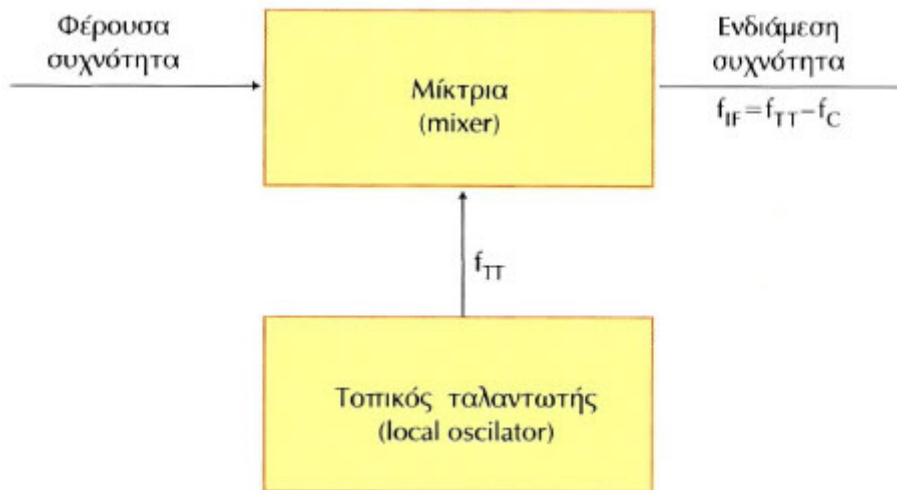 Φέρουσα
συχνότητα
Μίκτρια
(mixer)
Ενδιάμεση
συχνότητα
f_IF=f_TT−f_C
f_TT
Τοπικός ταλαντωτής
(local oscilator)